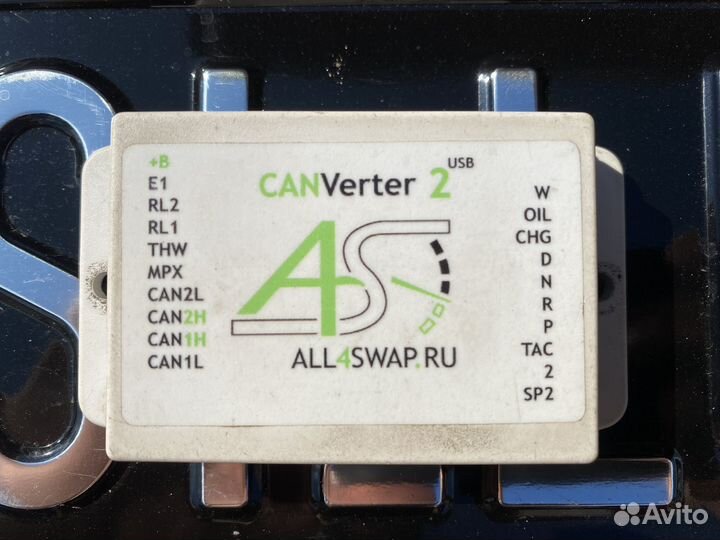 +B
E1
RL2
RL1
THW
MPX
CAN2L
CAN2H
CAN1H
CAN1L
CANVerter 2 USB
AS
ALL4SWAP.RU
W
OIL
CHG
D
N
R
P
TAC
2
SP2
Avito